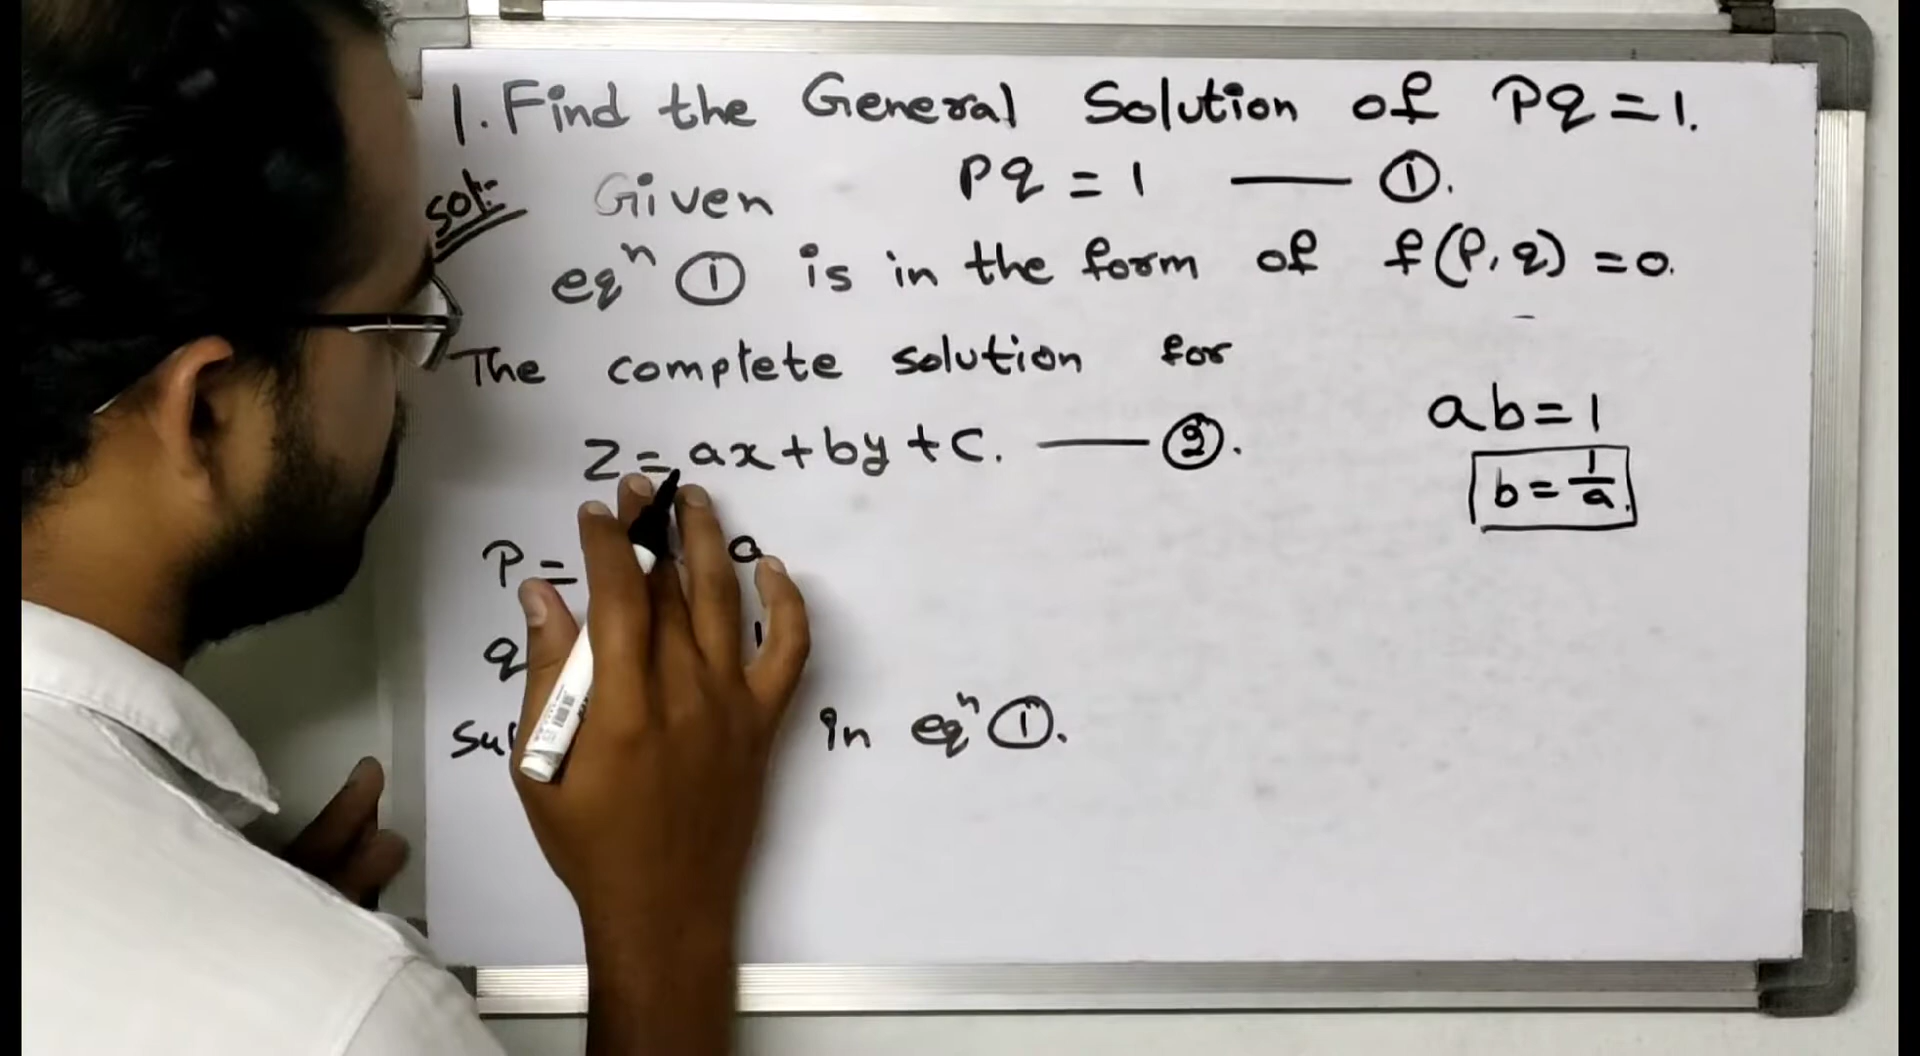 1. Find the General Solution of Pq = 1.
Sol: Given Pq = 1 —— ①.
eqⁿ ① is in the form of f(P,q) = 0.
The complete solution for
z = ax + by + c. —— ②.
P = a
q
in eqⁿ ①.
ab = 1
b = 1/a.